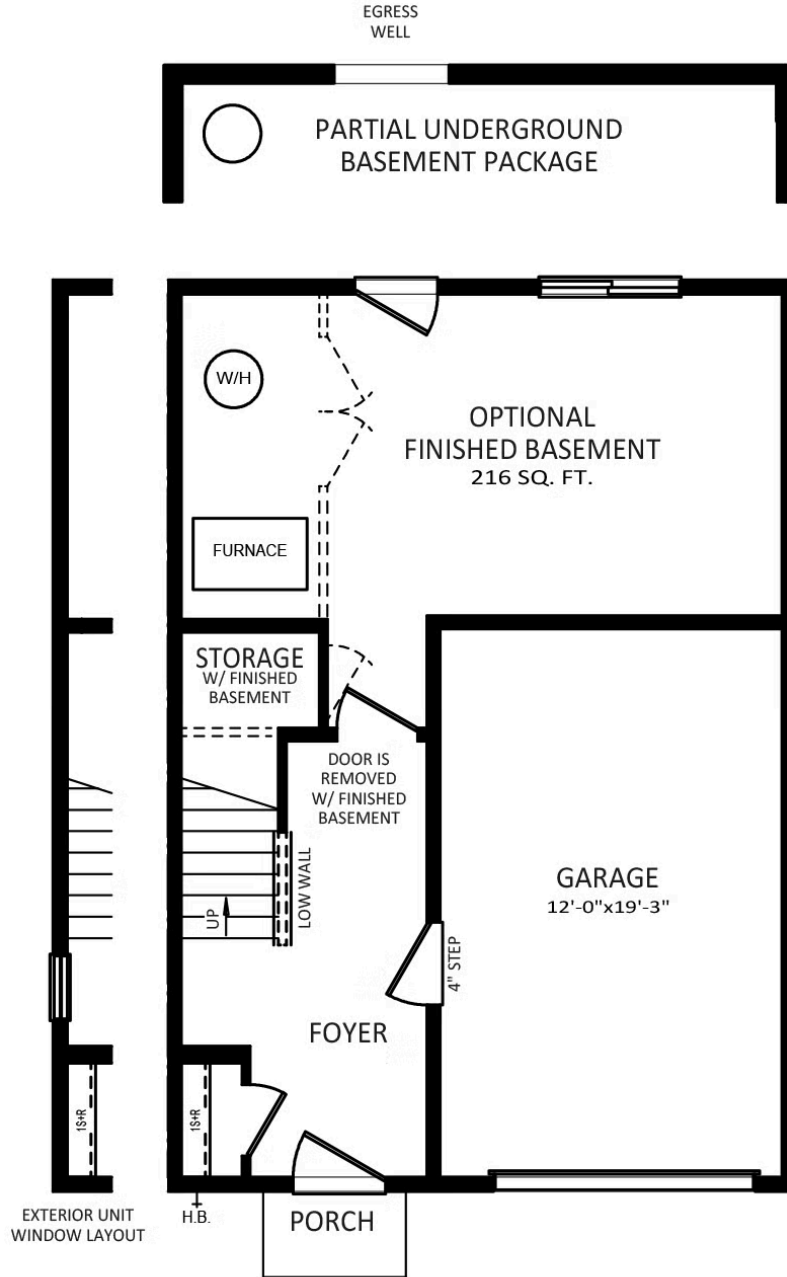 EGRESS
WELL
PARTIAL UNDERGROUND
BASEMENT PACKAGE
W/H
OPTIONAL
FINISHED BASEMENT
216 SQ. FT.
FURNACE
STORAGE
W/ FINISHED
BASEMENT
DOOR IS
REMOVED
W/ FINISHED
BASEMENT
LOW WALL
UP
GARAGE
12'-0"x19'-3"
4" STEP
FOYER
1S+R
1S+R
EXTERIOR UNIT
WINDOW LAYOUT
H.B.
PORCH